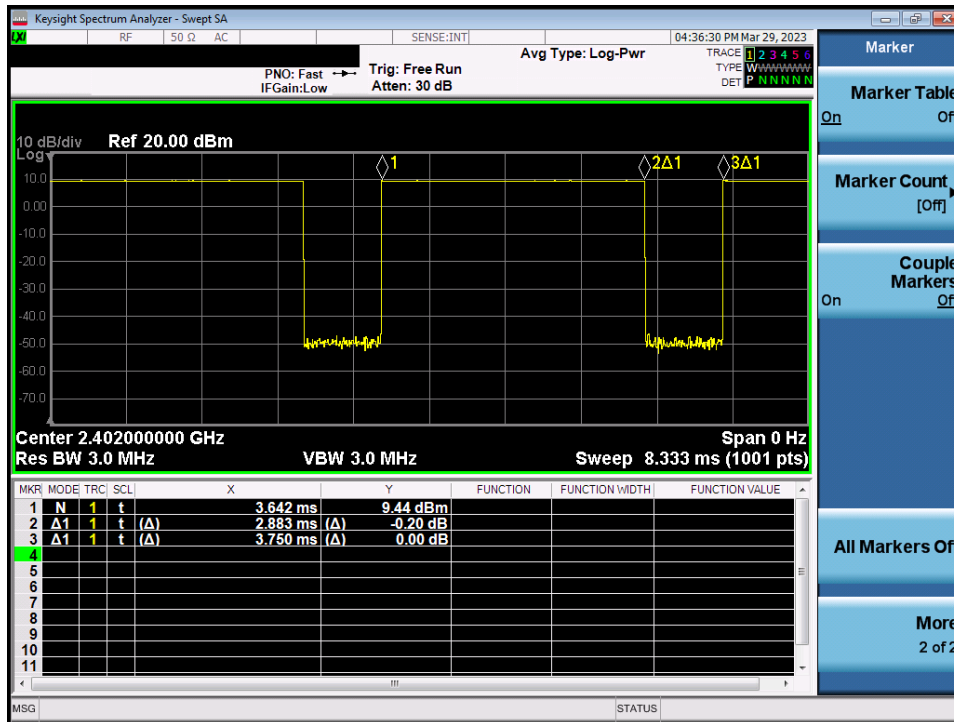 Keysight Spectrum Analyzer - Swept SA
LXI RF 50 Ω AC SENSE:INT 04:36:30 PM Mar 29, 2023
Avg Type: Log-Pwr TRACE 1 2 3 4 5 6
PNO: Fast Trig: Free Run TYPE WWWWWW
IFGain:Low Atten: 30 dB DET P N N N N N
10 dB/div Ref 20.00 dBm
Log
1 2Δ1 3Δ1
10.0
0.00
-10.0
-20.0
-30.0
-40.0
-50.0
-60.0
-70.0
Center 2.402000000 GHz Span 0 Hz
Res BW 3.0 MHz VBW 3.0 MHz Sweep 8.333 ms (1001 pts)
MKR MODE TRC SCL X Y FUNCTION FUNCTION WIDTH FUNCTION VALUE
1 N 1 t 3.642 ms 9.44 dBm
2 Δ1 1 t (Δ) 2.883 ms (Δ) -0.20 dB
3 Δ1 1 t (Δ) 3.750 ms (Δ) 0.00 dB
4
5
6
7
8
9
10
11
MSG STATUS
Marker
Marker Table
On Of
Marker Count
[Off]
Couple
Markers
On Off
All Markers Of
More
2 of 2